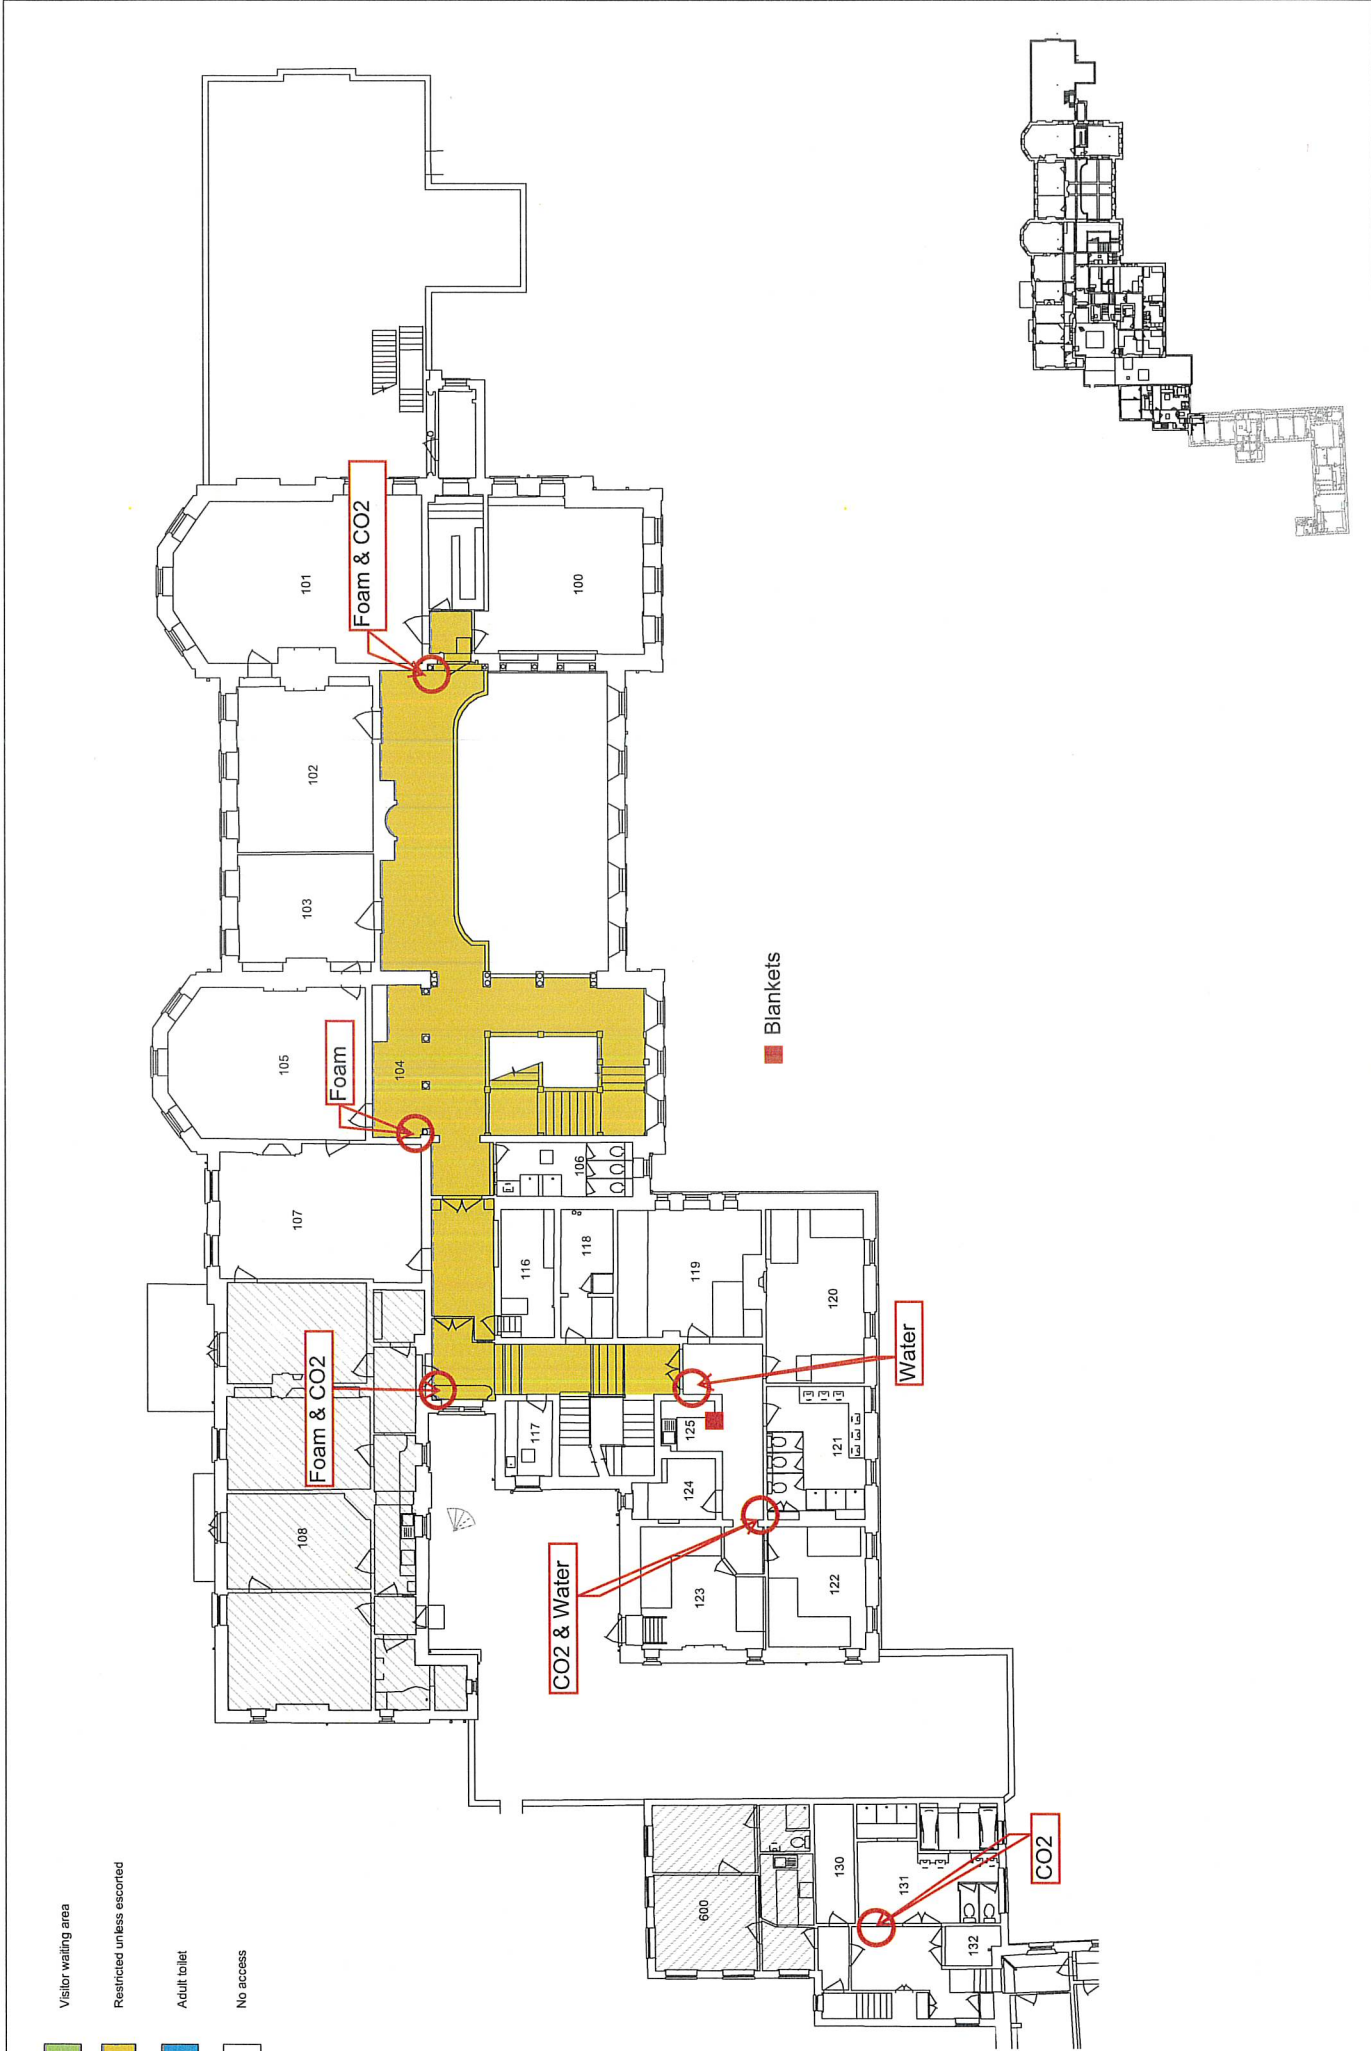 Visitor waiting area
Restricted unless escorted
Adult toilet
No access
Foam & CO2
Foam
Foam & CO2
CO2 & Water
Water
CO2
Blankets
100
101
102
103
104
105
106
107
108
116
117
118
119
120
121
122
123
124
125
130
131
132
600